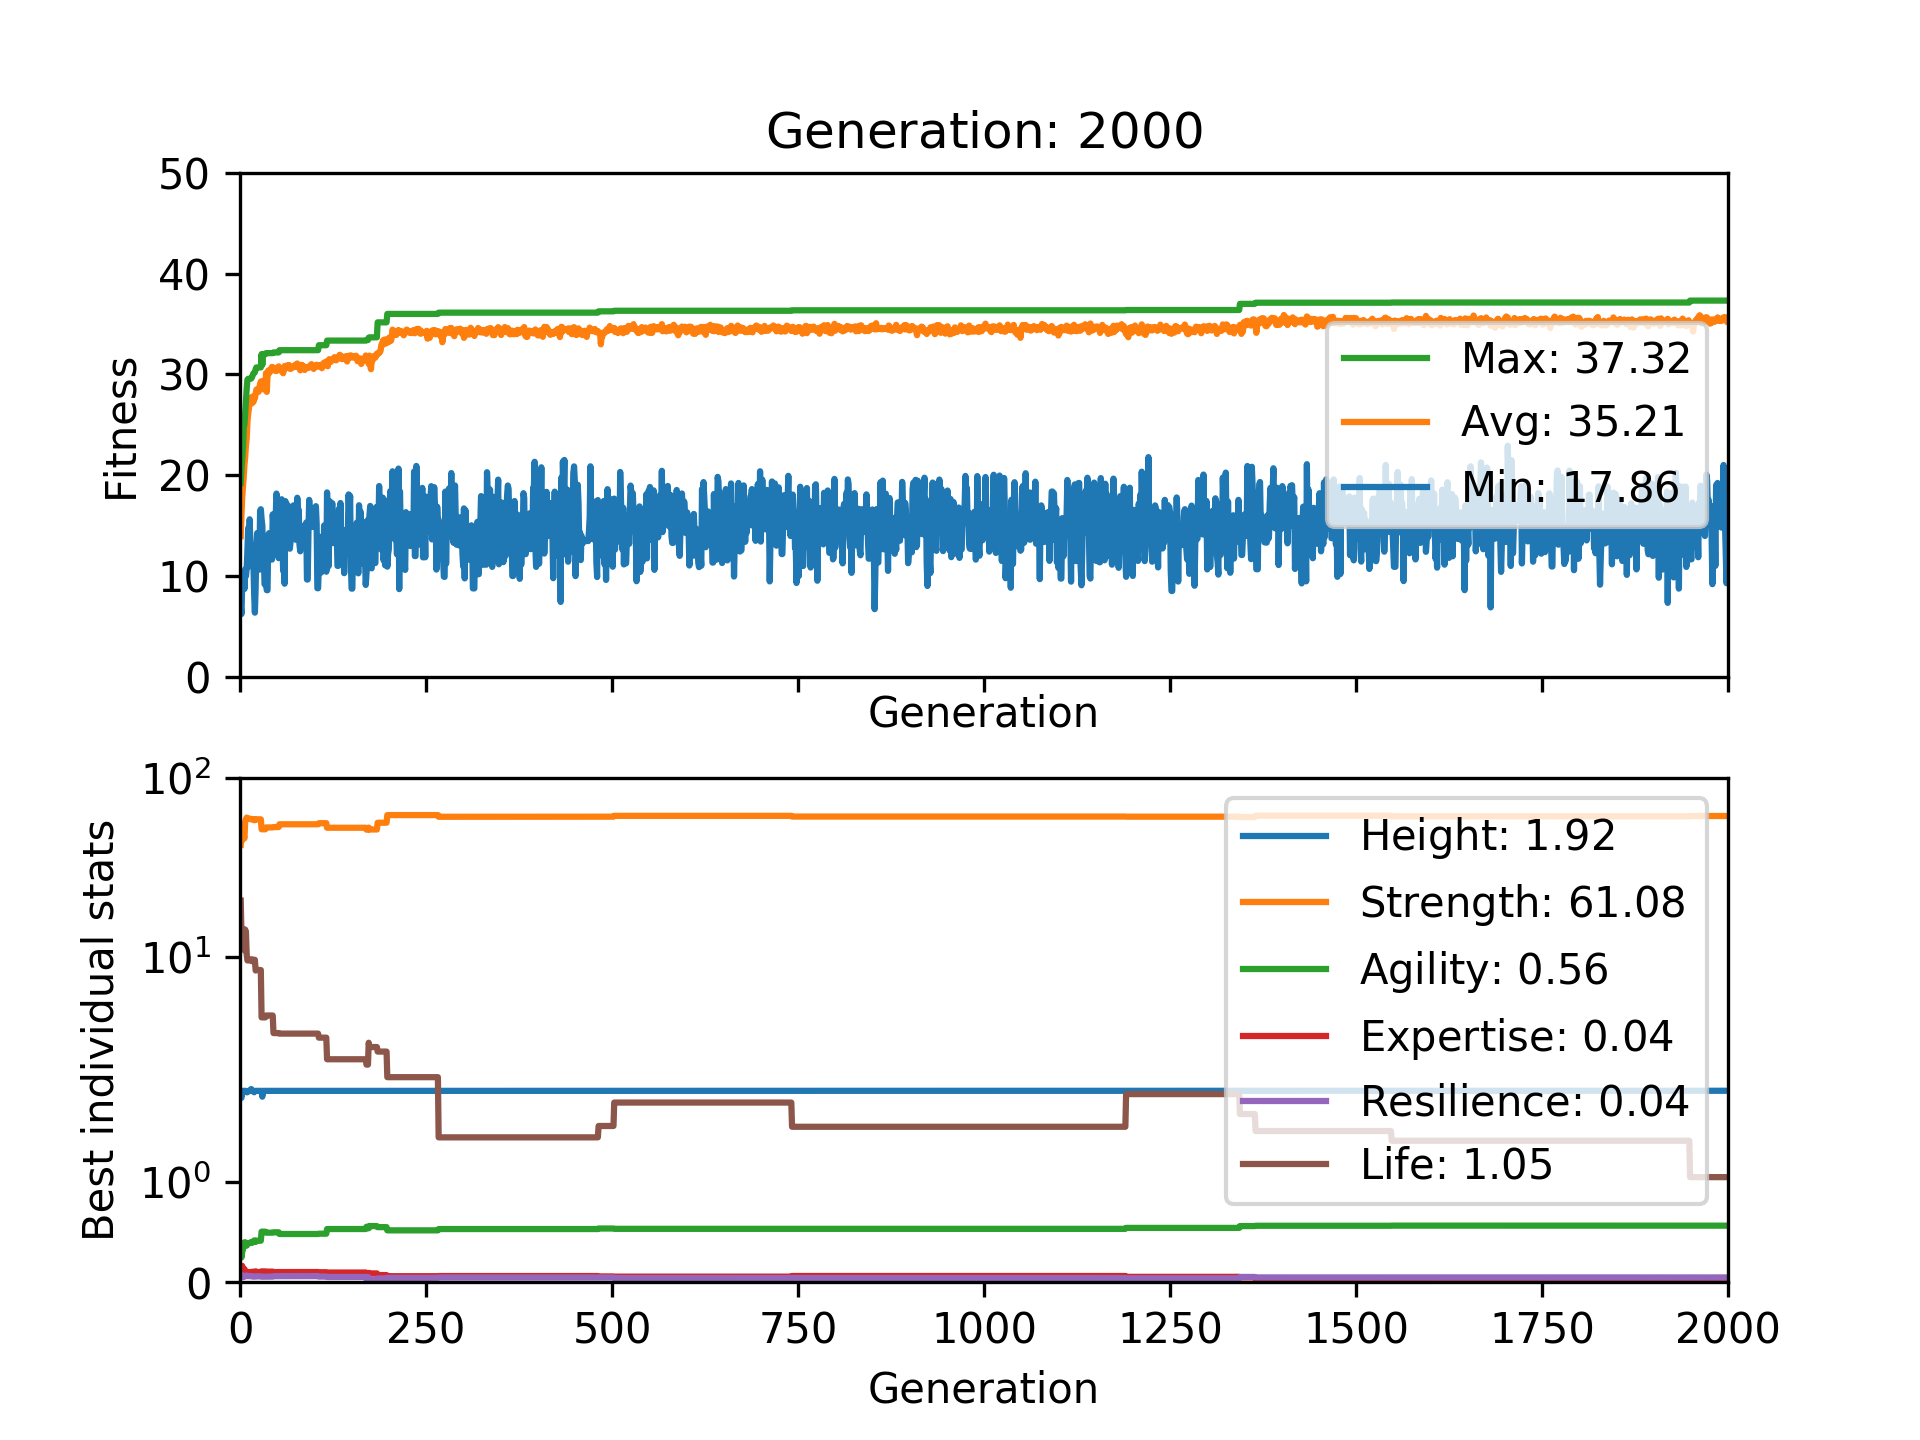 Generation: 2000
50
40
30
20
10
0
Fitness
Max: 37.32
Avg: 35.21
Min: 17.86
Generation
10²
10¹
10⁰
0
Best individual stats
Height: 1.92
Strength: 61.08
Agility: 0.56
Expertise: 0.04
Resilience: 0.04
Life: 1.05
0 250 500 750 1000 1250 1500 1750 2000
Generation